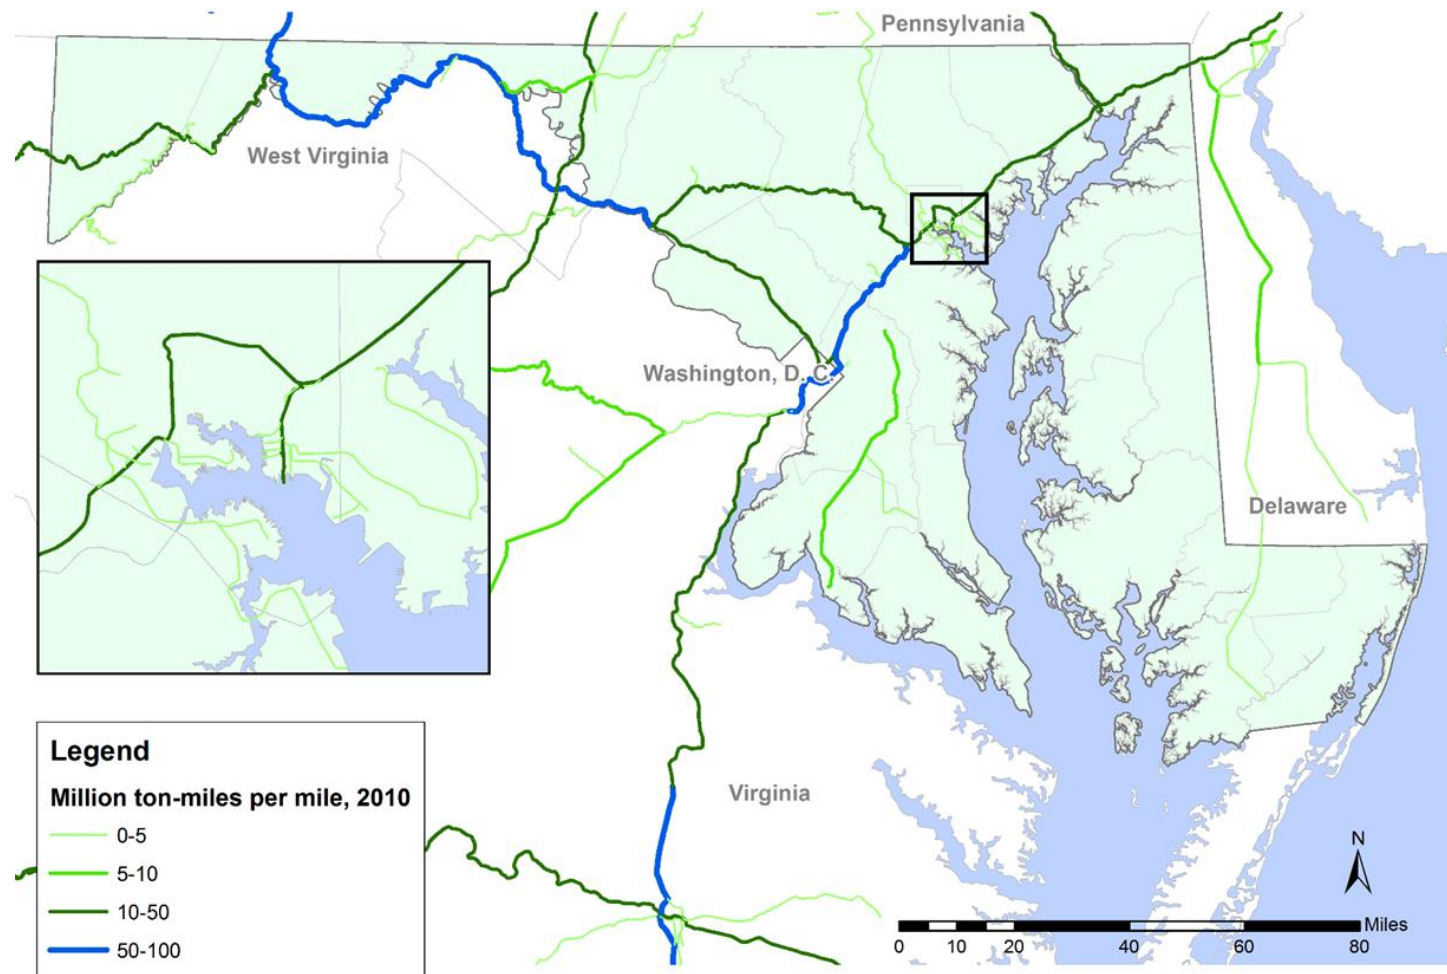 Pennsylvania
West Virginia
Washington, D. C.
Delaware
Virginia
Legend
Million ton-miles per mile, 2010
0-5
5-10
10-50
50-100
N
Miles
0 10 20 40 60 80